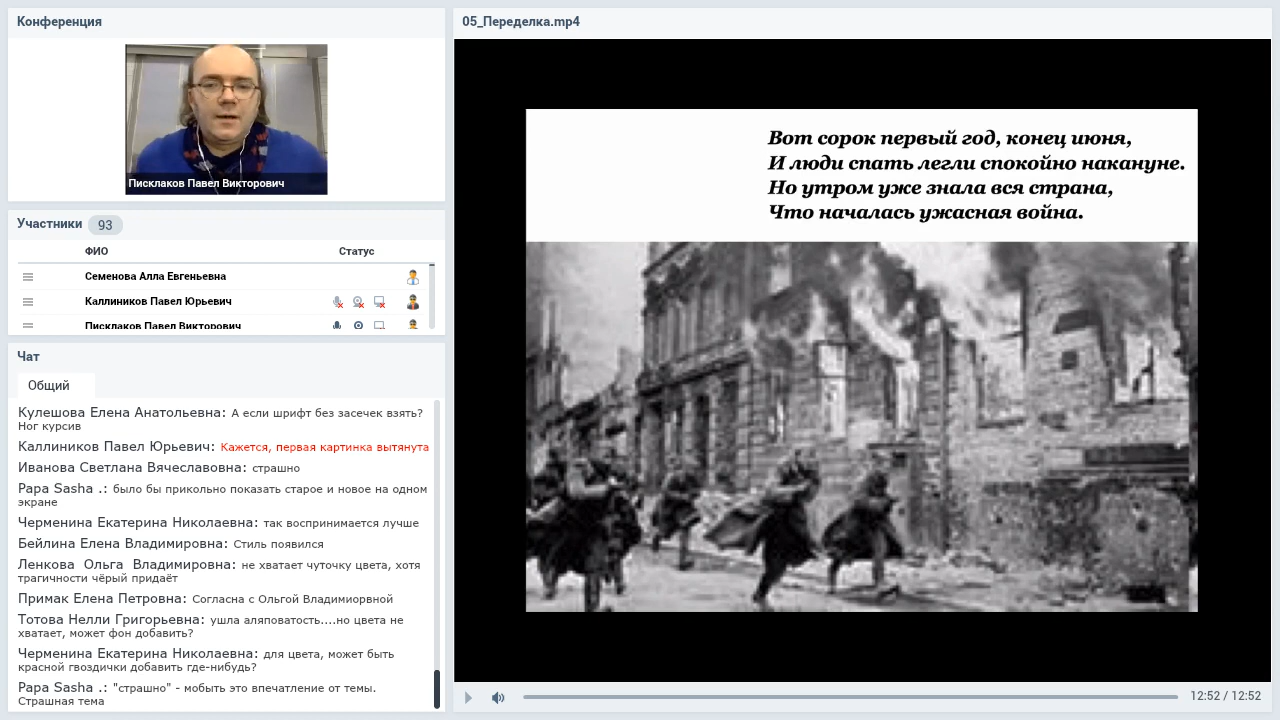 Конференция
Писклаков Павел Викторович
Участники 93
ФИО Статус
Семенова Алла Евгеньевна
Каллиников Павел Юрьевич
Писклаков Павел Викторович
Чат
Общий
Кулешова Елена Анатольевна: А если шрифт без засечек взять?
Ног курсив
Каллиников Павел Юрьевич: Кажется, первая картинка вытянута
Иванова Светлана Вячеславовна: страшно
Papa Sasha .: было бы прикольно показать старое и новое на одном
экране
Черменина Екатерина Николаевна: так воспринимается лучше
Бейлина Елена Владимировна: Стиль появился
Ленкова Ольга Владимировна: не хватает чуточку цвета, хотя
трагичности чёрый придаёт
Примак Елена Петровна: Согласна с Ольгой Владимиорвной
Тотова Нелли Григорьевна: ушла аляповатость....но цвета не
хватает, может фон добавить?
Черменина Екатерина Николаевна: для цвета, может быть
красной гвоздички добавить где-нибудь?
Papa Sasha .: "страшно" - мобыть это впечатление от темы.
Страшная тема
05_Переделка.mp4
Вот сорок первый год, конец июня,
И люди спать легли спокойно накануне.
Но утром уже знала вся страна,
Что началась ужасная война.
12:52 / 12:52